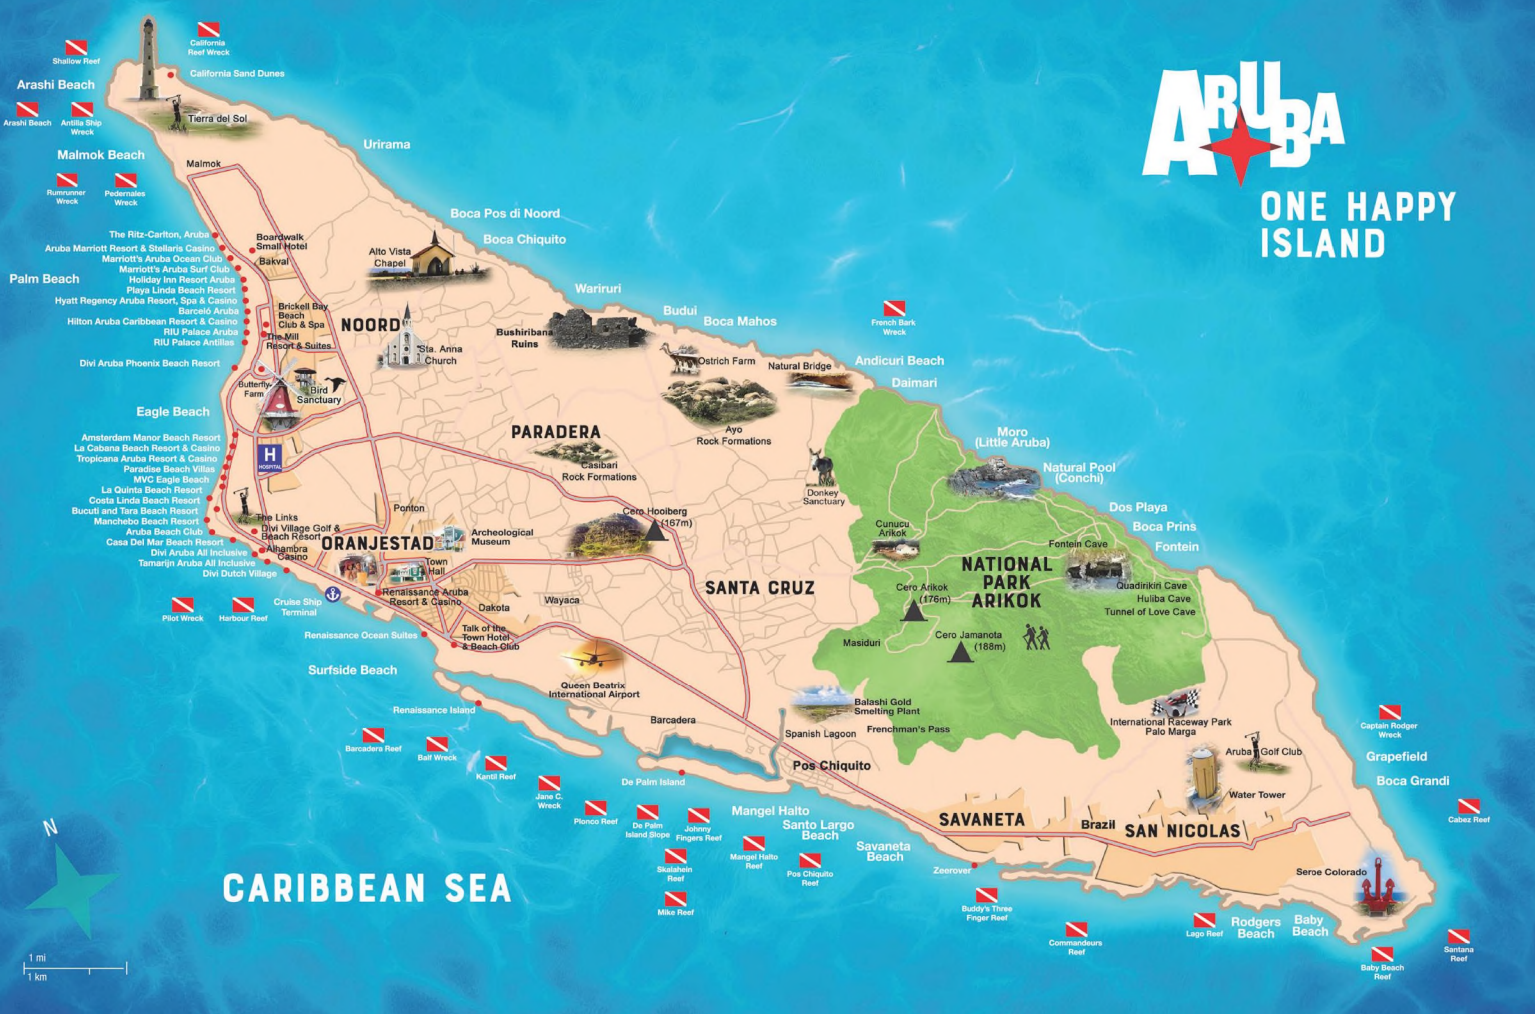 ARUBA
ONE HAPPY
ISLAND
California
Reef Wreck
Shallow Reef
California Sand Dunes
Arashi Beach
Arashi Beach
Antilla Ship
Wreck
Tierra del Sol
Malmok Beach
Malmok
Rumrunner
Wreck
Pedernales
Wreck
Urirama
Boca Pos di Noord
Boca Chiquito
Wariruri
Budui
Boca Mahos
French Bark
Wreck
Andicuri Beach
Daimari
Moro
(Little Aruba)
Natural Pool
(Conchi)
Dos Playa
Boca Prins
Fontein
The Ritz-Carlton, Aruba
Aruba Marriott Resort & Stellaris Casino
Marriott's Aruba Ocean Club
Marriott's Aruba Surf Club
Palm Beach
Holiday Inn Resort Aruba
Playa Linda Beach Resort
Hyatt Regency Aruba Resort, Spa & Casino
Barceló Aruba
Hilton Aruba Caribbean Resort & Casino
RIU Palace Aruba
RIU Palace Antillas
Divi Aruba Phoenix Beach Resort
Boardwalk
Small Hotel
Bakval
Brickell Bay
Beach
Club & Spa
The Mill
Resort & Suites
Butterfly
Farm
Bird
Sanctuary
Alto Vista
Chapel
NOORD
Sta. Anna
Church
Bushiribana
Ruins
Ostrich Farm
Natural Bridge
Ayo
Rock Formations
PARADERA
Casibari
Rock Formations
Donkey
Sanctuary
Eagle Beach
Amsterdam Manor Beach Resort
La Cabana Beach Resort & Casino
Tropicana Aruba Resort & Casino
Paradise Beach Villas
MVC Eagle Beach
La Quinta Beach Resort
Costa Linda Beach Resort
Bucuti and Tara Beach Resort
Manchebo Beach Resort
Aruba Beach Club
Casa Del Mar Beach Resort
Divi Aruba All Inclusive
Tamarijn Aruba All Inclusive
Divi Dutch Village
H
HOSPITAL
The Links
Divi Village Golf &
Beach Resort
Alhambra
Casino
Ponton
ORANJESTAD
Archeological
Museum
Town
Hall
Renaissance Aruba
Resort & Casino
Cero Hooiberg
(167m)
SANTA CRUZ
Cunucu
Arikok
Fontein Cave
NATIONAL
PARK
ARIKOK
Quadirikiri Cave
Huliba Cave
Tunnel of Love Cave
Cero Arikok
(176m)
Cero Jamanota
(188m)
Masiduri
Dakota
Wayaca
Talk of the
Town Hotel
& Beach Club
Cruise Ship
Terminal
Pilot Wreck
Harbour Reef
Renaissance Ocean Suites
Surfside Beach
Renaissance Island
Queen Beatrix
International Airport
Barcadera
Balashi Gold
Smelting Plant
Spanish Lagoon
Frenchman's Pass
Pos Chiquito
International Raceway Park
Palo Marga
Aruba Golf Club
Water Tower
Barcadera Reef
Balf Wreck
Kantil Reef
Jane C.
Wreck
Plonco Reef
De Palm Island
De Palm
Island Slope
Johnny
Fingers Reef
Skalahein
Reef
Mike Reef
Mangel Halto
Mangel Halto
Reef
Santo Largo
Beach
Pos Chiquito
Reef
Savaneta
Beach
SAVANETA
Brazil
SAN NICOLAS
Zeerover
Buddy's Three
Finger Reef
Commandeurs
Reef
Lago Reef
Rodgers
Beach
Baby
Beach
Seroe Colorado
Baby Beach
Reef
Santana
Reef
Captain Rodger
Wreck
Grapefield
Boca Grandi
Cabez Reef
CARIBBEAN SEA
N
1 mi
1 km